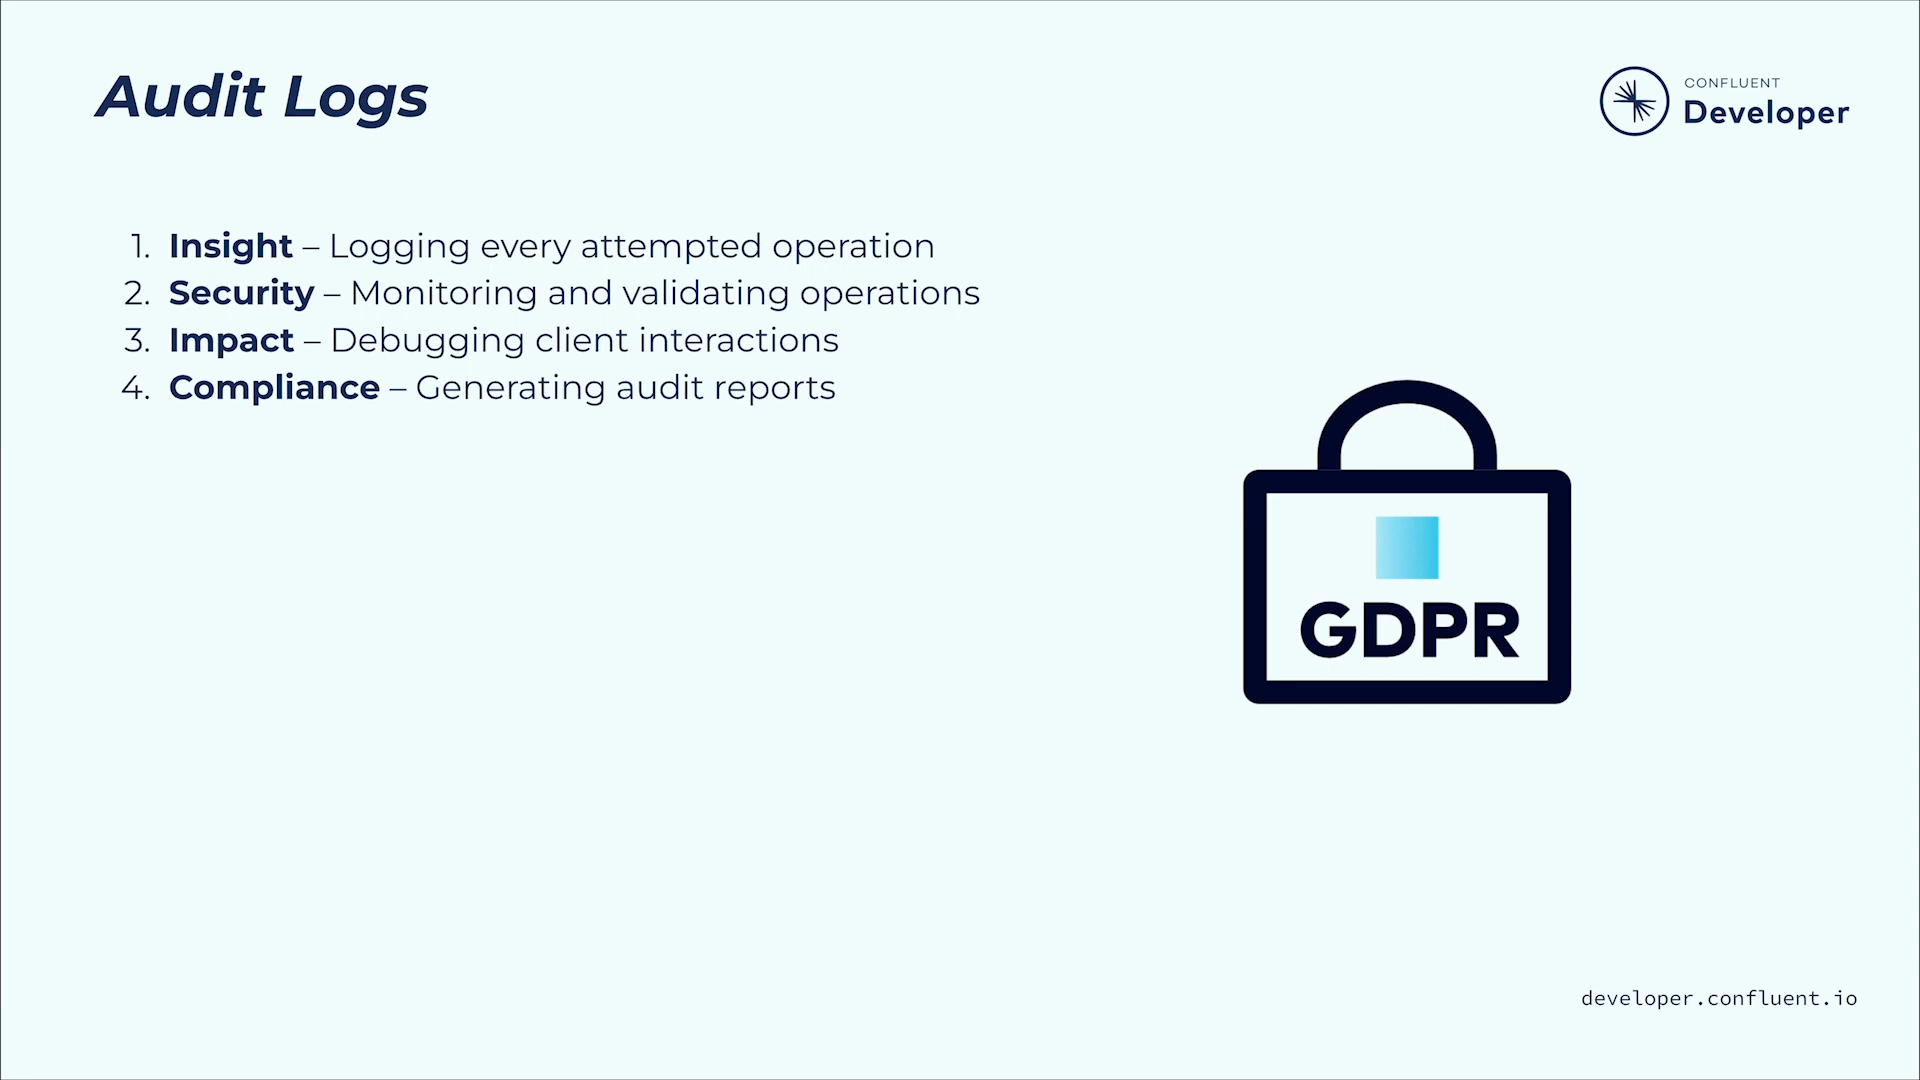 Audit Logs
CONFLUENT
Developer
1. Insight – Logging every attempted operation
2. Security – Monitoring and validating operations
3. Impact – Debugging client interactions
4. Compliance – Generating audit reports
GDPR
developer.confluent.io